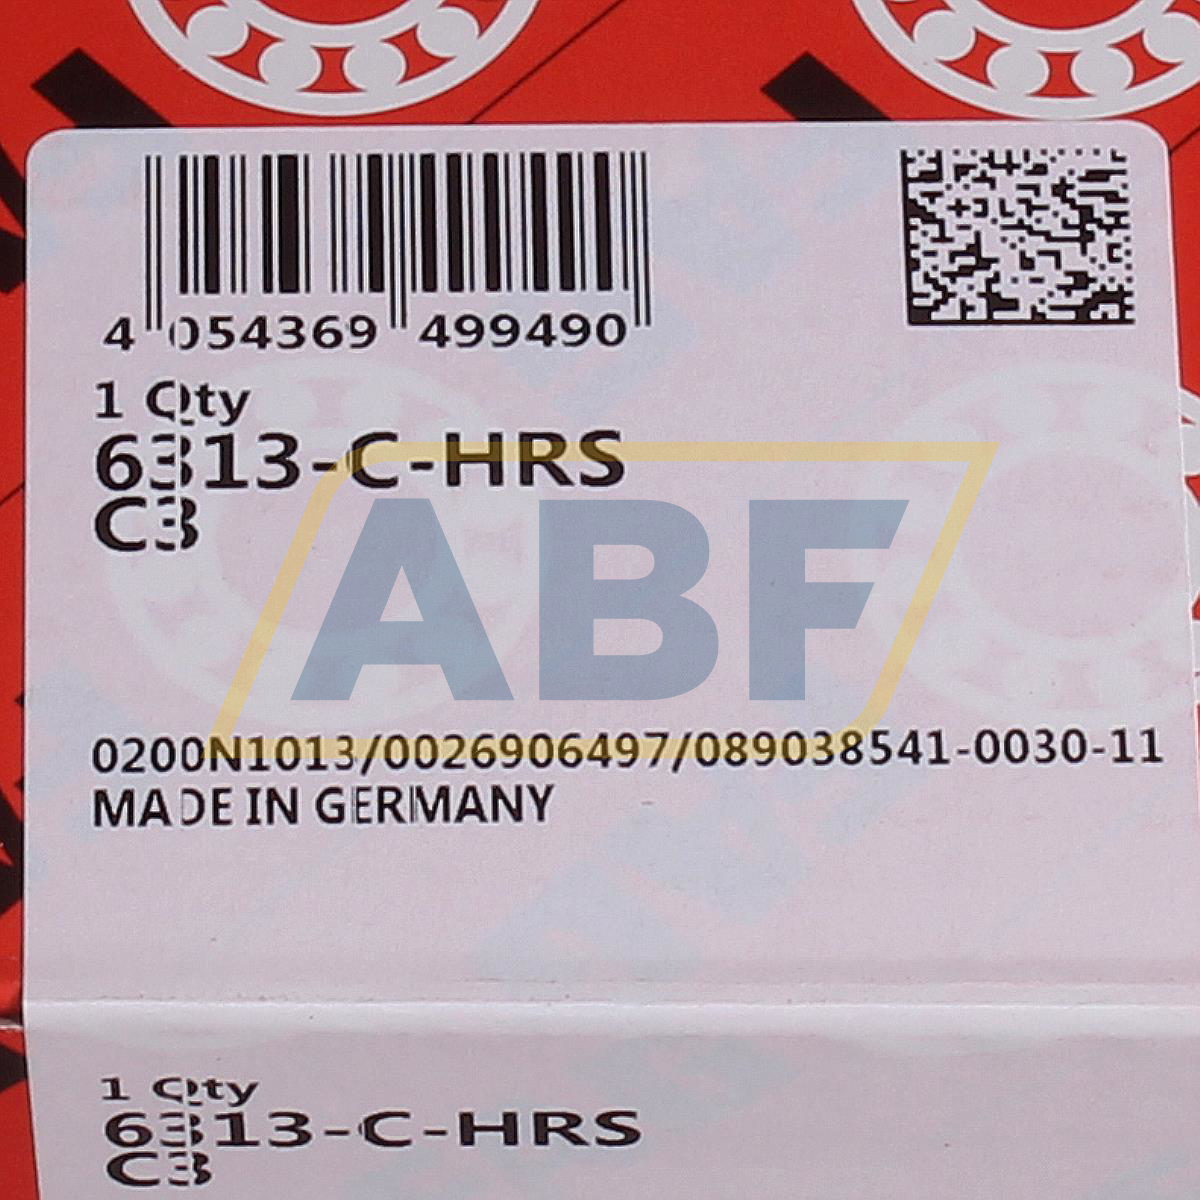 4 054369 499490
1 Qty
6313-C-HRS
C3
ABF
0200N1013/0026906497/089038541-0030-11
MADE IN GERMANY
1 Qty
6313-C-HRS
C3